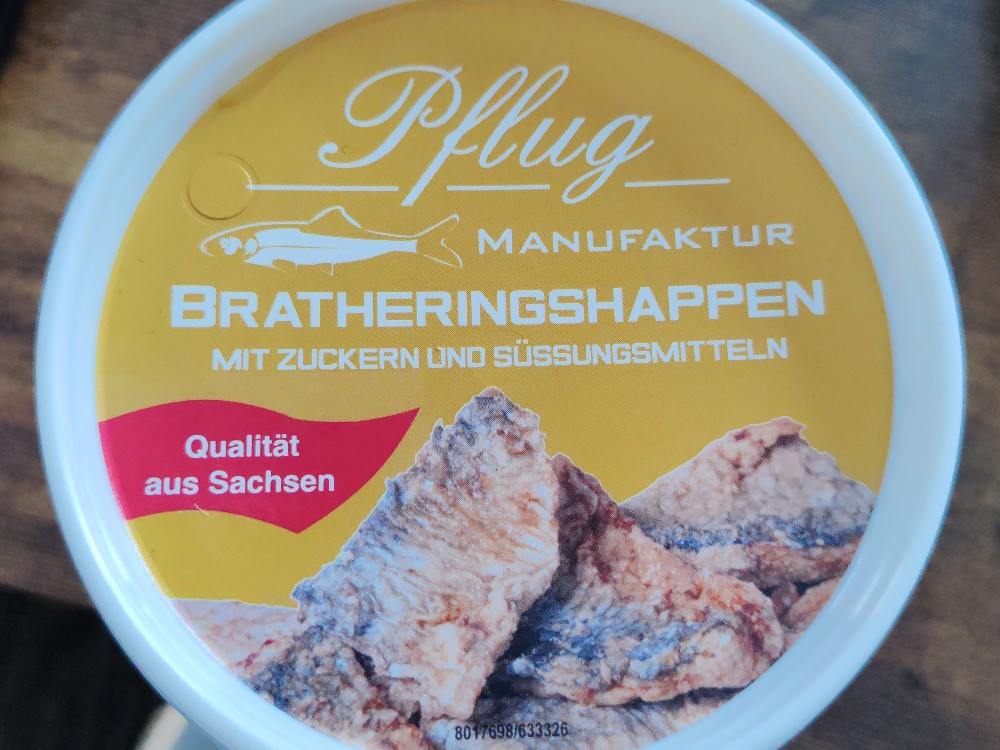 Pflug
MANUFAKTUR
BRATHERINGSHAPPEN
MIT ZUCKERN UND SÜSSUNGSMITTELN
Qualität
aus Sachsen
8017698/633326